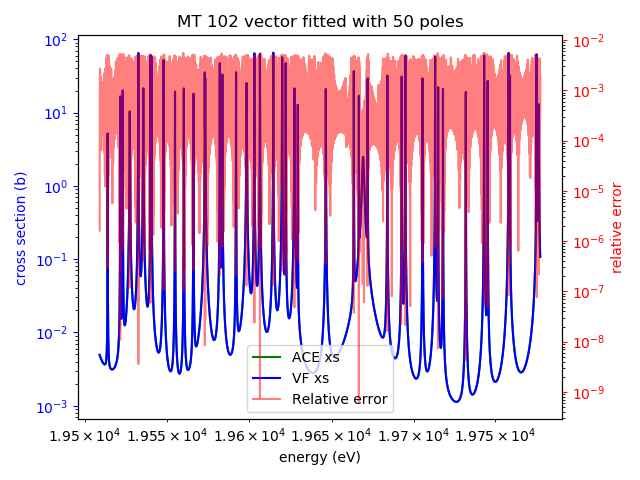 MT 102 vector fitted with 50 poles
10²
10¹
10⁰
10⁻¹
10⁻²
10⁻³
cross section (b)
10⁻²
10⁻³
10⁻⁴
10⁻⁵
10⁻⁶
10⁻⁷
10⁻⁸
10⁻⁹
relative error
ACE xs
VF xs
Relative error
1.95 × 10⁴ 1.955 × 10⁴ 1.96 × 10⁴ 1.965 × 10⁴ 1.97 × 10⁴ 1.975 × 10⁴
energy (eV)